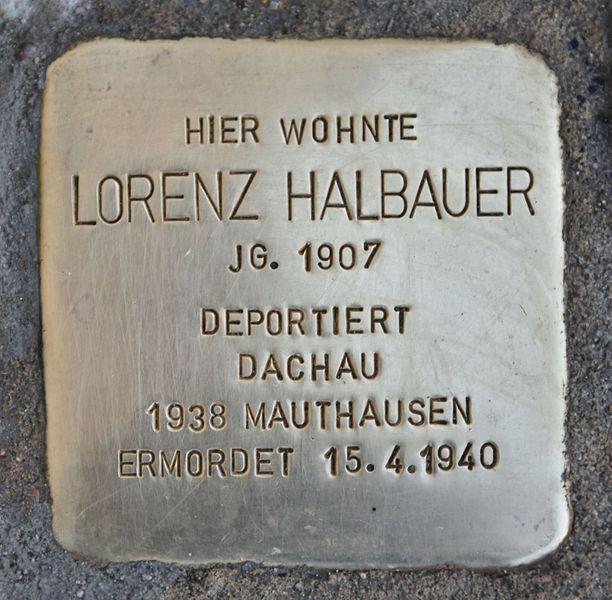 HIER WOHNTE
LORENZ HALBAUER
JG. 1907
DEPORTIERT
DACHAU
1938 MAUTHAUSEN
ERMORDET 15.4.1940